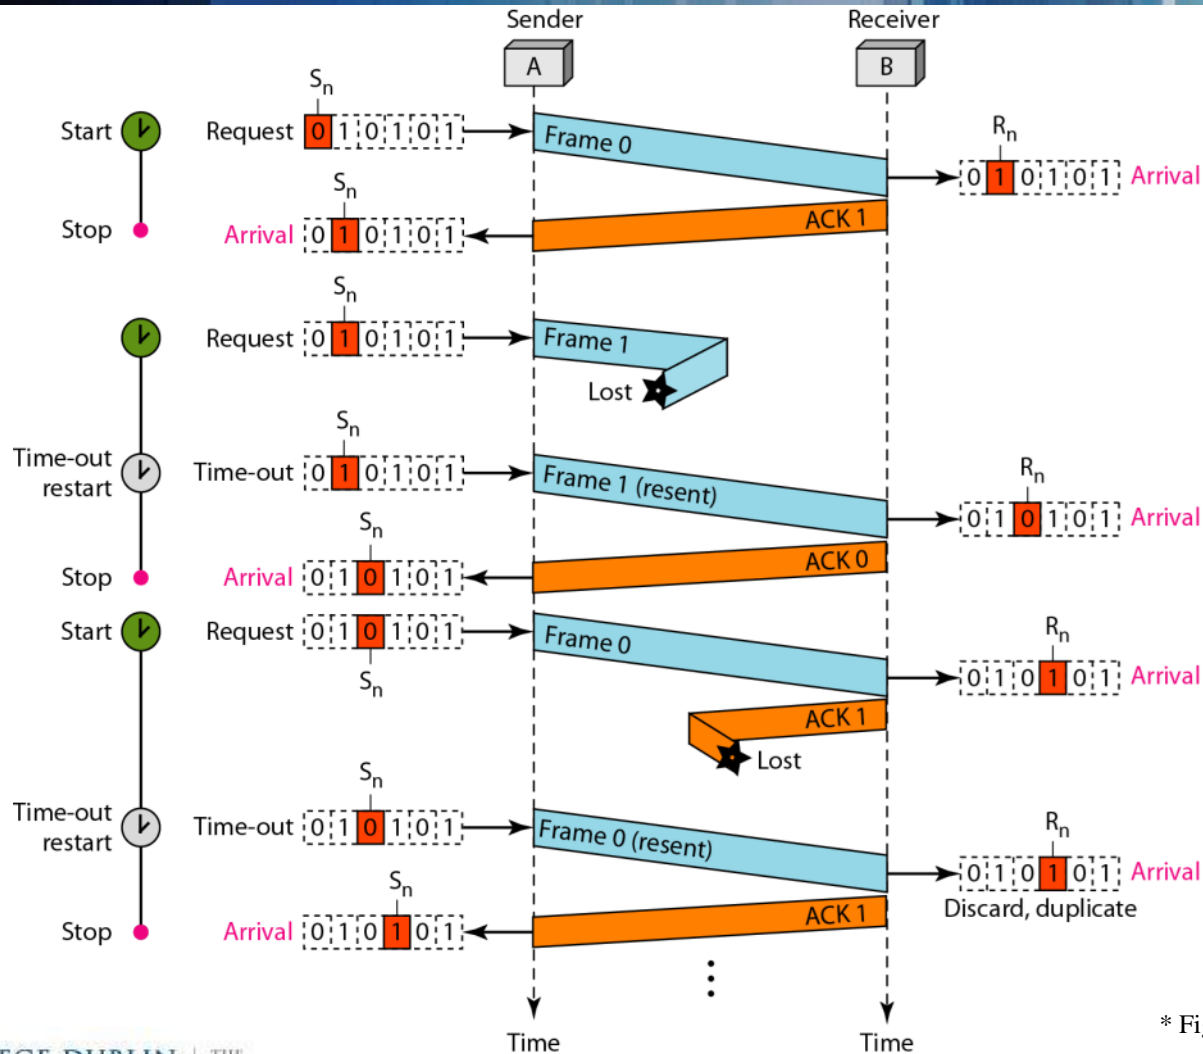 Sender Receiver
A B
Sn
Start Request 0 1 0 1 0 1 Frame 0 Rn
0 1 0 1 0 1 Arrival
Sn
Stop Arrival 0 1 0 1 0 1 ACK 1
Sn
Request 0 1 0 1 0 1 Frame 1
Lost
Sn
Time-out
restart Time-out 0 1 0 1 0 1 Frame 1 (resent) Rn
0 1 0 1 0 1 Arrival
Sn
Stop Arrival 0 1 0 1 0 1 ACK 0
Start Request 0 1 0 1 0 1 Frame 0 Rn
Sn
0 1 0 1 0 1 Arrival
ACK 1
Lost
Sn
Time-out
restart Time-out 0 1 0 1 0 1 Frame 0 (resent) Rn
0 1 0 1 0 1 Arrival
Discard, duplicate
Sn
Stop Arrival 0 1 0 1 0 1 ACK 1
* Fi
Time Time
DUBLIN THE